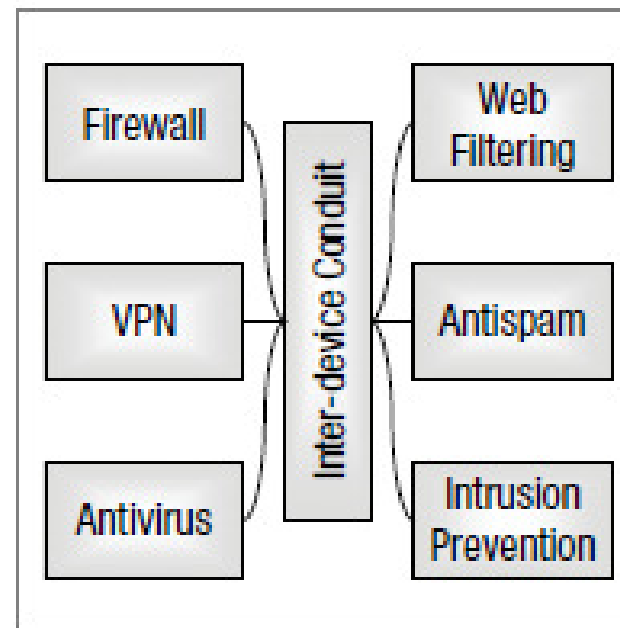 Firewall
VPN
Antivirus
Inter-device Conduit
Web
Filtering
Antispam
Intrusion
Prevention